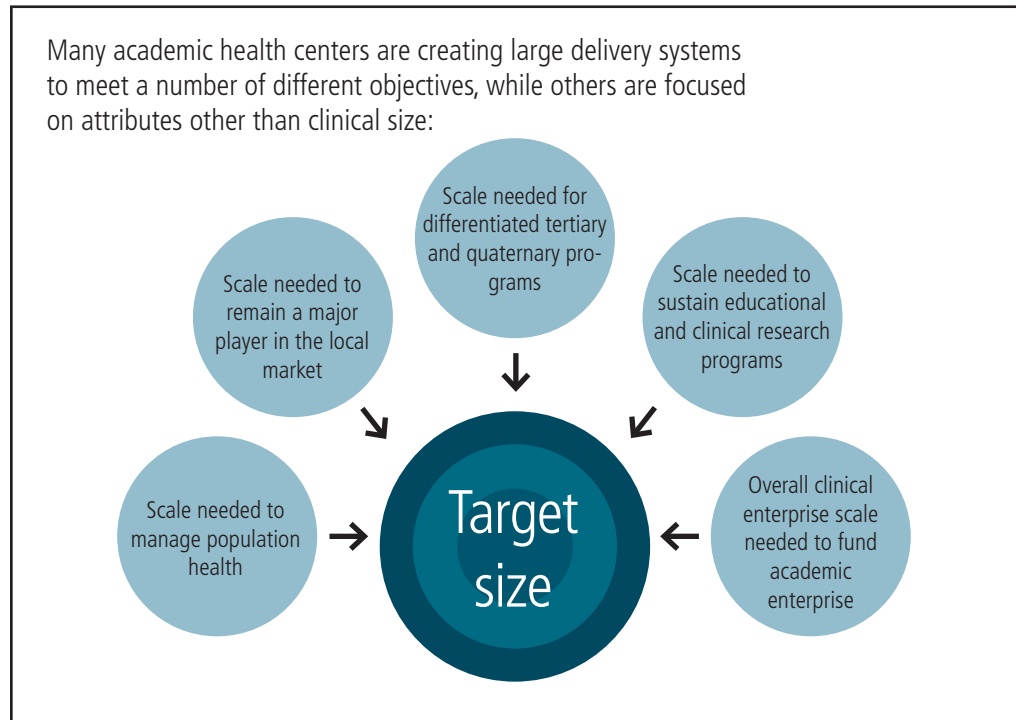 Many academic health centers are creating large delivery systems
to meet a number of different objectives, while others are focused
on attributes other than clinical size:
Scale needed to
manage population
health
Scale needed to
remain a major
player in the local
market
Scale needed for
differentiated tertiary
and quaternary pro-
grams
Scale needed to
sustain educational
and clinical research
programs
Overall clinical
enterprise scale
needed to fund
academic
enterprise
Target
size